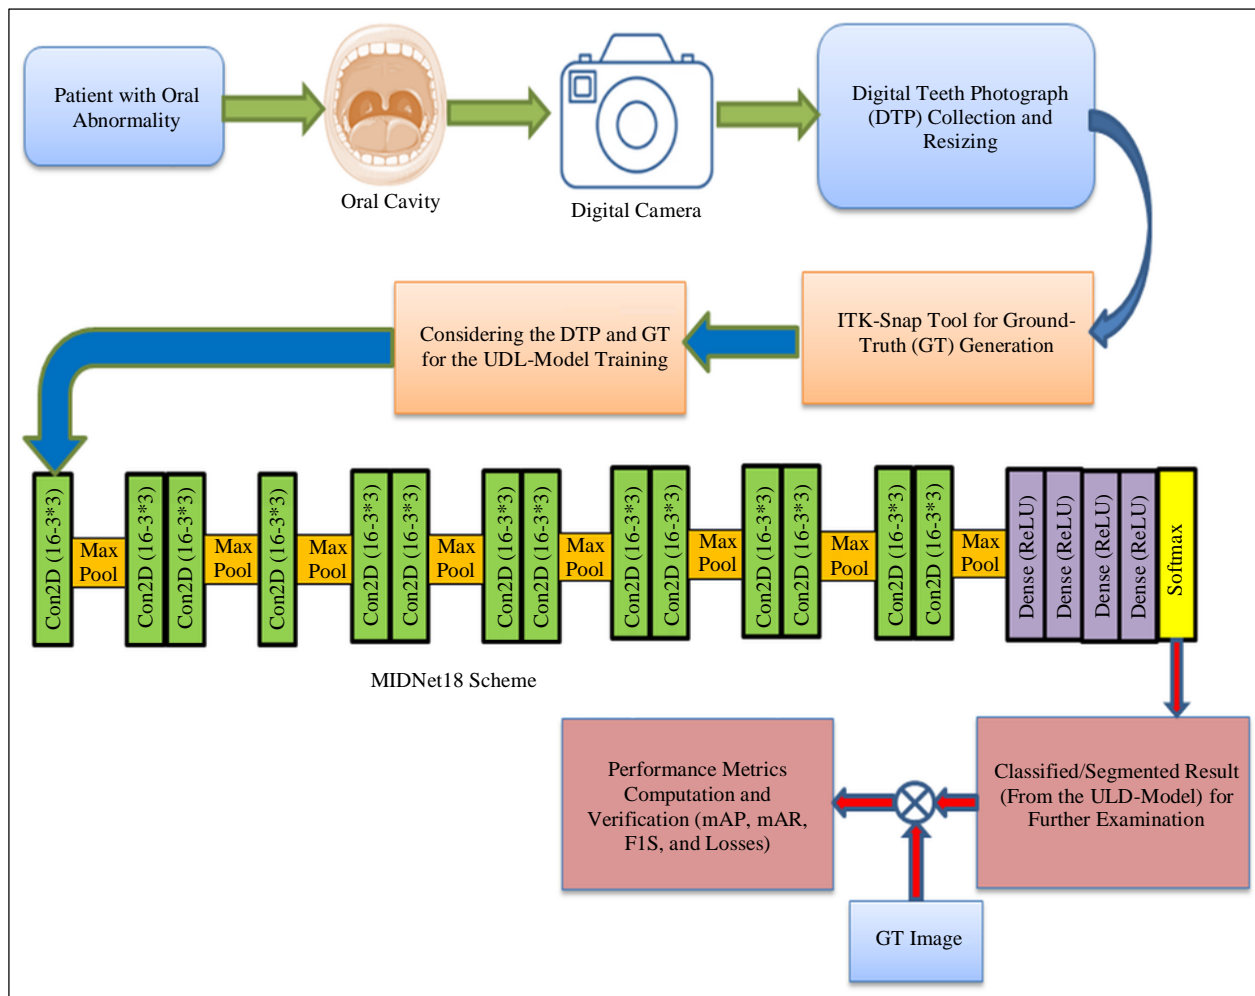 Patient with Oral
Abnormality
Oral Cavity
Digital Camera
Digital Teeth Photograph
(DTP) Collection and
Resizing
Considering the DTP and GT
for the UDL-Model Training
ITK-Snap Tool for Ground-
Truth (GT) Generation
Con2D (16-3*3)
Max
Pool
Con2D (16-3*3)
Con2D (16-3*3)
Max
Pool
Con2D (16-3*3)
Max
Pool
Con2D (16-3*3)
Con2D (16-3*3)
Max
Pool
Con2D (16-3*3)
Con2D (16-3*3)
Max
Pool
Con2D (16-3*3)
Con2D (16-3*3)
Max
Pool
Con2D (16-3*3)
Con2D (16-3*3)
Max
Pool
Con2D (16-3*3)
Con2D (16-3*3)
Max
Pool
Dense (ReLU)
Dense (ReLU)
Dense (ReLU)
Dense (ReLU)
Softmax
MIDNet18 Scheme
Performance Metrics
Computation and
Verification (mAP, mAR,
F1S, and Losses)
Classified/Segmented Result
(From the ULD-Model) for
Further Examination
GT Image